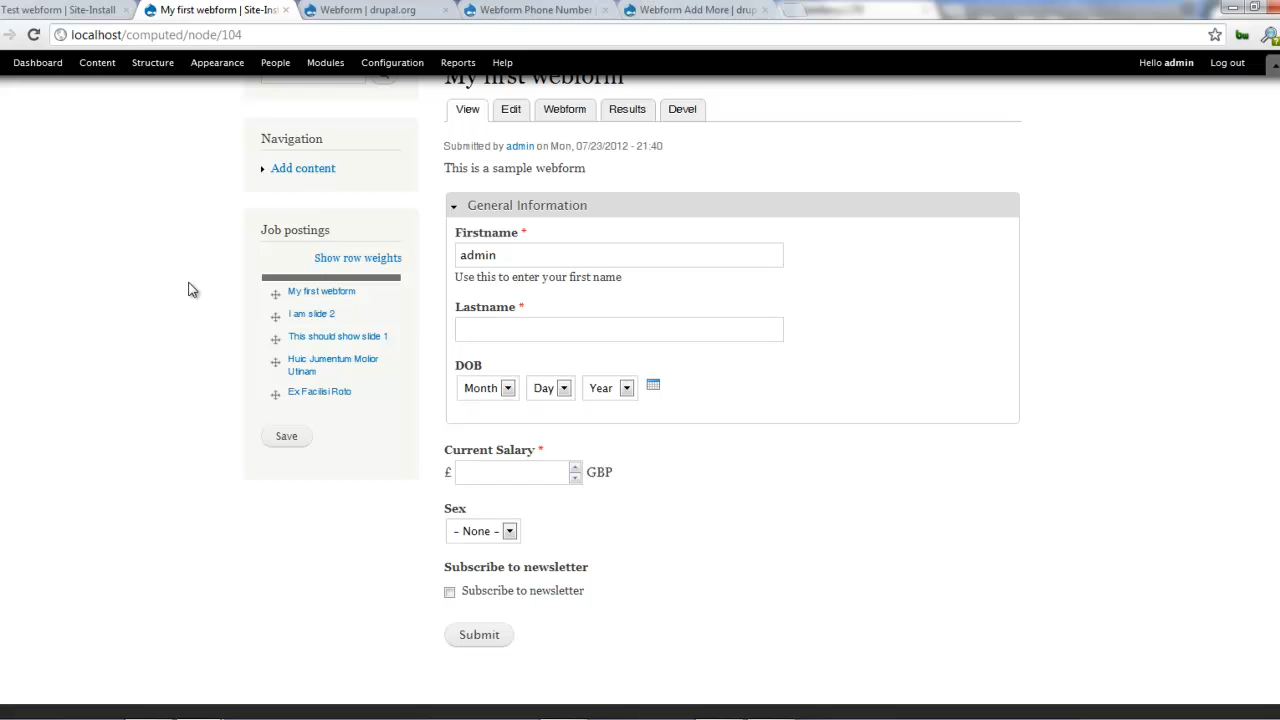 Test webform | Site-Install
My first webform | Site-Ins
Webform | drupal.org
Webform Phone Number
Webform Add More | drup
localhost/computed/node/104
Dashboard Content Structure Appearance People Modules Configuration Reports Help
Hello admin Log out
My first webform
View Edit Webform Results Devel
Navigation
Add content
Job postings
Show row weights
My first webform
I am slide 2
This should show slide 1
Huic Jumentum Molior
Utinam
Ex Facilisi Roto
Save
Submitted by admin on Mon, 07/23/2012 - 21:40
This is a sample webform
General Information
Firstname *
admin
Use this to enter your first name
Lastname *
DOB
Month Day Year
Current Salary *
£ GBP
Sex
- None -
Subscribe to newsletter
Subscribe to newsletter
Submit